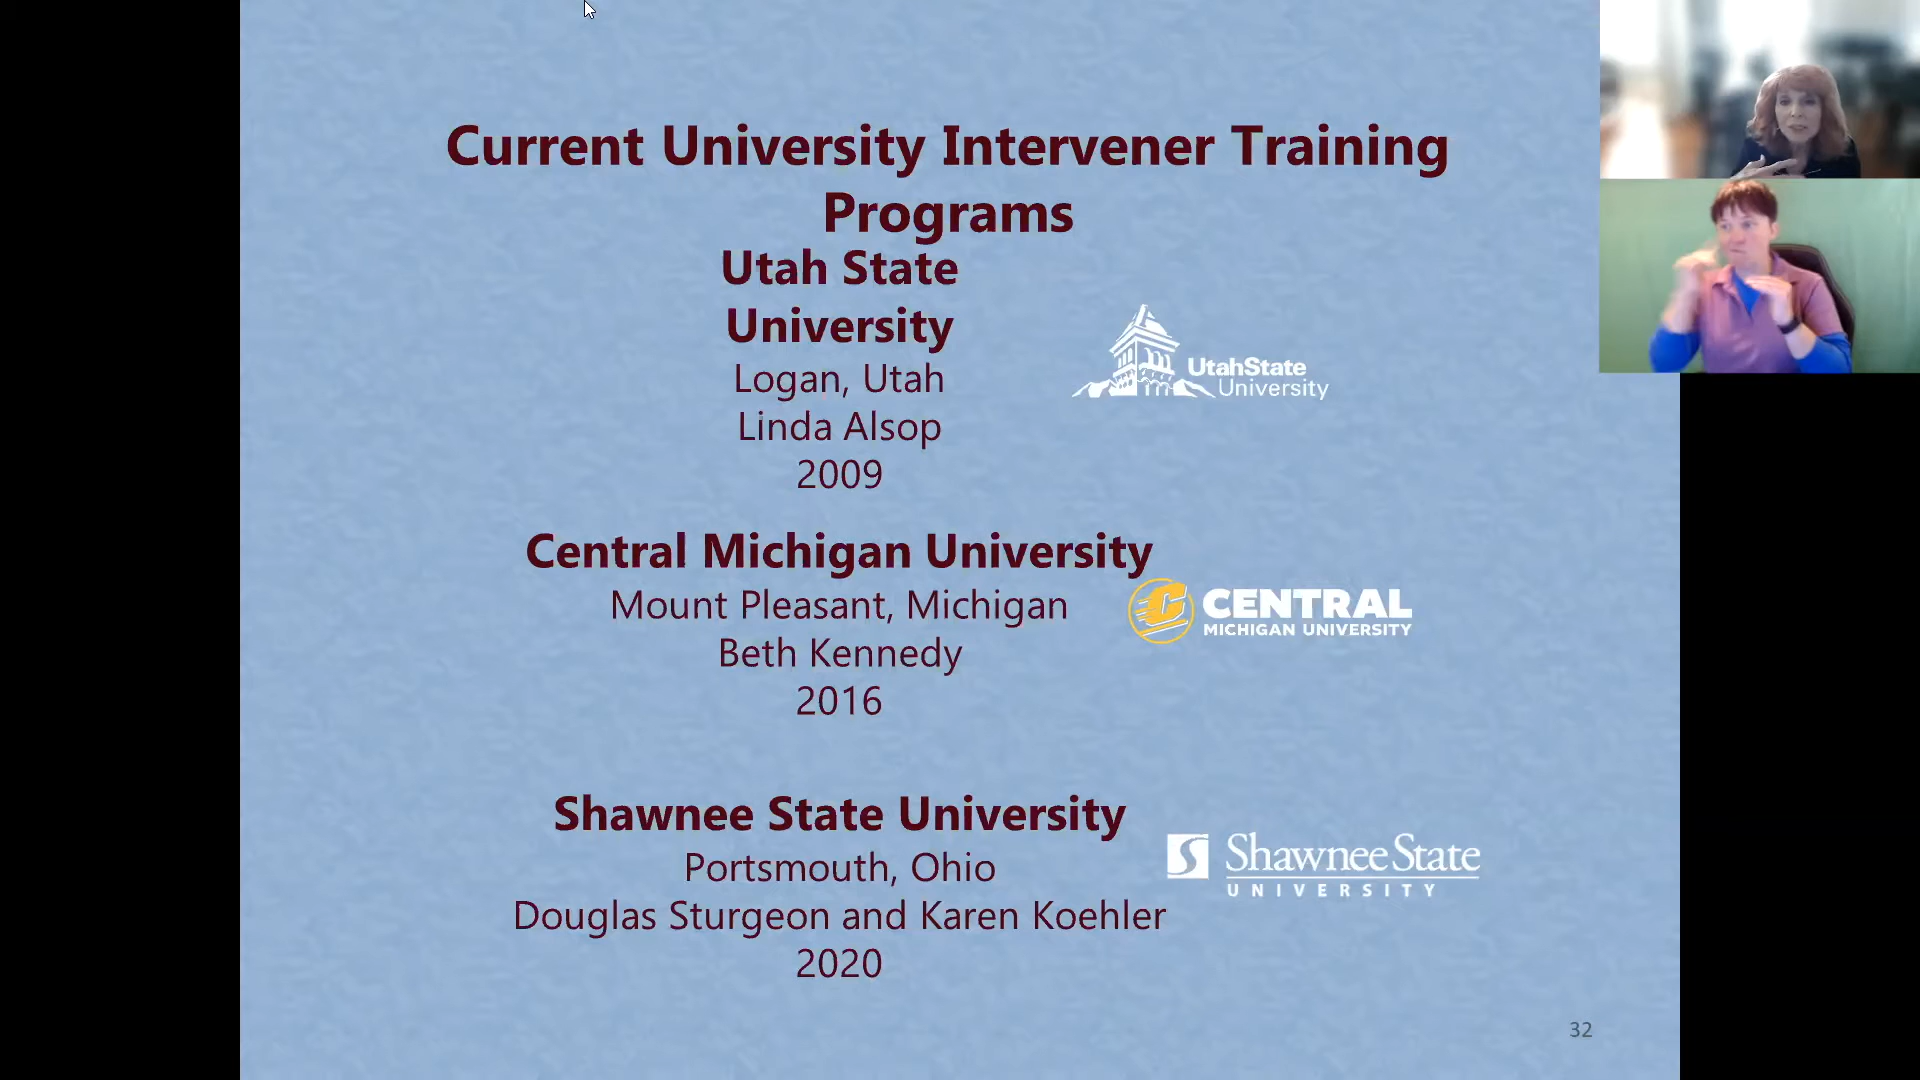 Current University Intervener Training
Programs
Utah State
University
Logan, Utah
Linda Alsop
2009
UtahState
University
Central Michigan University
Mount Pleasant, Michigan
Beth Kennedy
2016
C
CENTRAL
MICHIGAN UNIVERSITY
Shawnee State University
Portsmouth, Ohio
Douglas Sturgeon and Karen Koehler
2020
S
Shawnee State
UNIVERSITY
32